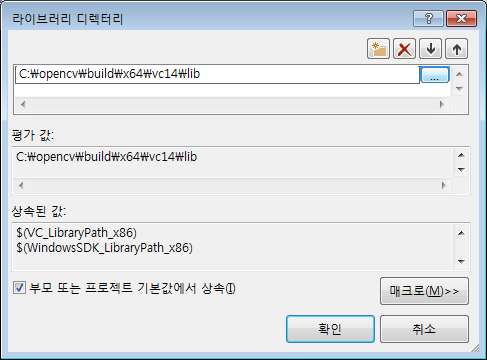 라이브러리 디렉터리
C:₩opencv₩build₩x64₩vc14₩lib
...
평가 값:
C:₩opencv₩build₩x64₩vc14₩lib
상속된 값:
$(VC_LibraryPath_x86)
$(WindowsSDK_LibraryPath_x86)
부모 또는 프로젝트 기본값에서 상속(I)
매크로(M)>>
확인
취소